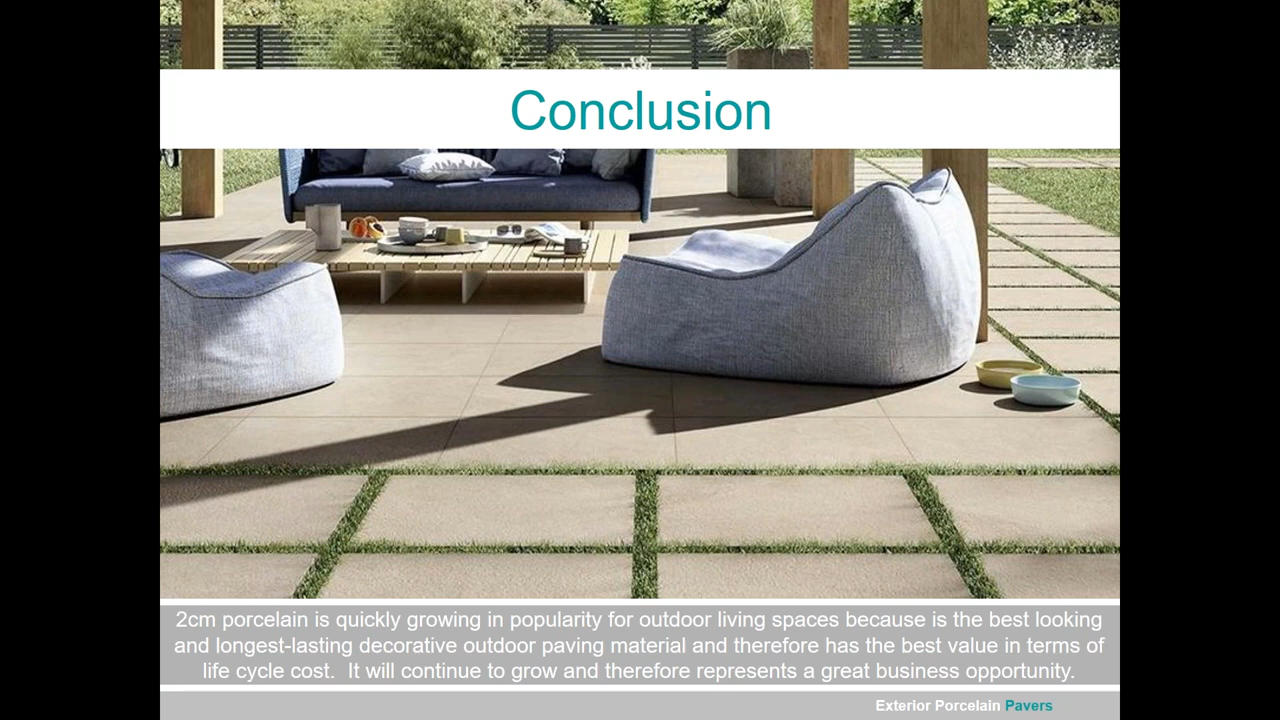 Conclusion
2cm porcelain is quickly growing in popularity for outdoor living spaces because is the best looking
and longest-lasting decorative outdoor paving material and therefore has the best value in terms of
life cycle cost.  It will continue to grow and therefore represents a great business opportunity.
Exterior Porcelain Pavers